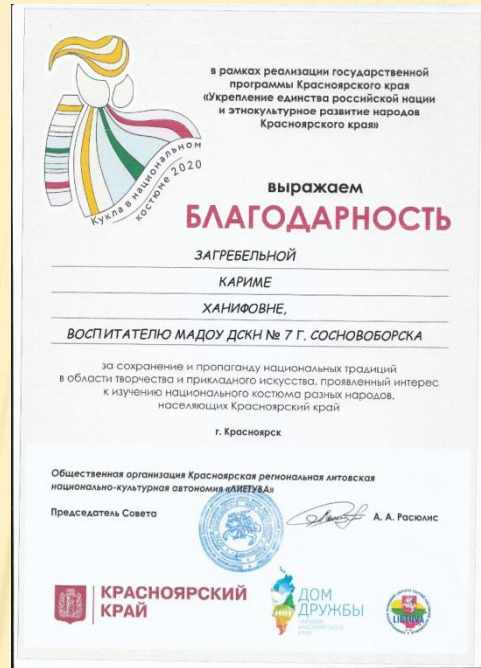 в рамках реализации государственной
программы Красноярского края
«Укрепление единства российской нации
и этнокультурное развитие народов
Красноярского края»
Кукла в национальном
костюме 2020
выражаем
БЛАГОДАРНОСТЬ
ЗАГРЕБЕЛЬНОЙ
КАРИМЕ
ХАНИФОВНЕ,
ВОСПИТАТЕЛЮ МАДОУ ДСКН № 7 Г. СОСНОВОБОРСКА
за сохранение и пропаганду национальных традиций
в области творчества и прикладного искусства, проявленный интерес
к изучению национального костюма разных народов,
населяющих Красноярский край
г. Красноярск
Общественная организация Красноярская региональная литовская
национально-культурная автономия «ЛИЕТУВА»
Председатель Совета
А. А. Расюлис
КРАСНОЯРСКИЙ
КРАЙ
ДОМ
ДРУЖБЫ
НАРОДОВ
КРАСНОЯРСКОГО
КРАЯ
LIETUVA